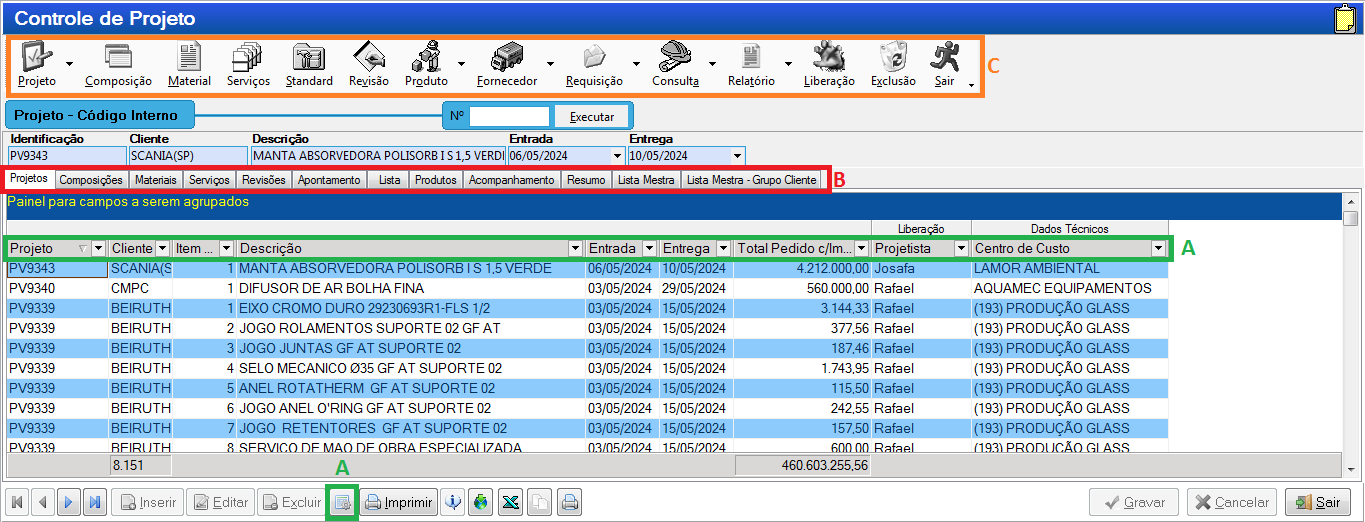 Controle de Projeto
Projeto Composição Material Serviços Standard Revisão Produto Fornecedor Requisição Consulta Relatório Liberação Exclusão Sair C
Projeto - Código Interno Nº Executar
Identificação Cliente Descrição Entrada Entrega
PV9343 SCANIA(SP) MANTA ABSORVEDORA POLISORB I S 1,5 VERDE 06/05/2024 10/05/2024
Projetos Composições Materiais Serviços Revisões Apontamento Lista Produtos Acompanhamento Resumo Lista Mestra Lista Mestra - Grupo Cliente B
Painel para campos a serem agrupados
Liberação Dados Técnicos
Projeto Cliente Item ... Descrição Entrada Entrega Total Pedido c/Im... Projetista Centro de Custo A
PV9343 SCANIA(S 1 MANTA ABSORVEDORA POLISORB I S 1,5 VERDE 06/05/2024 10/05/2024 4.212.000,00 Josafa LAMOR AMBIENTAL
PV9340 CMPC 1 DIFUSOR DE AR BOLHA FINA 03/05/2024 29/05/2024 560.000,00 Rafael AQUAMEC EQUIPAMENTOS
PV9339 BEIRUTH 1 EIXO CROMO DURO 29230693R1-FLS 1/2 03/05/2024 15/05/2024 3.144,33 Rafael (193) PRODUÇÃO GLASS
PV9339 BEIRUTH 2 JOGO ROLAMENTOS SUPORTE 02 GF AT 03/05/2024 15/05/2024 377,56 Rafael (193) PRODUÇÃO GLASS
PV9339 BEIRUTH 3 JOGO JUNTAS GF AT SUPORTE 02 03/05/2024 15/05/2024 187,46 Rafael (193) PRODUÇÃO GLASS
PV9339 BEIRUTH 4 SELO MECANICO Ø35 GF AT SUPORTE 02 03/05/2024 15/05/2024 1.743,95 Rafael (193) PRODUÇÃO GLASS
PV9339 BEIRUTH 5 ANEL ROTATHERM GF AT SUPORTE 02 03/05/2024 15/05/2024 115,50 Rafael (193) PRODUÇÃO GLASS
PV9339 BEIRUTH 6 JOGO ANEL O'RING GF AT SUPORTE 02 03/05/2024 15/05/2024 242,55 Rafael (193) PRODUÇÃO GLASS
PV9339 BEIRUTH 7 JOGO RETENTORES GF AT SUPORTE 02 03/05/2024 15/05/2024 157,50 Rafael (193) PRODUÇÃO GLASS
PV9339 BEIRUTH 8 SERVIÇO DE MAO DE OBRA ESPECIALIZADA 03/05/2024 15/05/2024 600,00 Rafael (193) PRODUÇÃO GLASS
8.151 460.603.255,56
A
Inserir Editar Excluir Imprimir Gravar Cancelar Sair